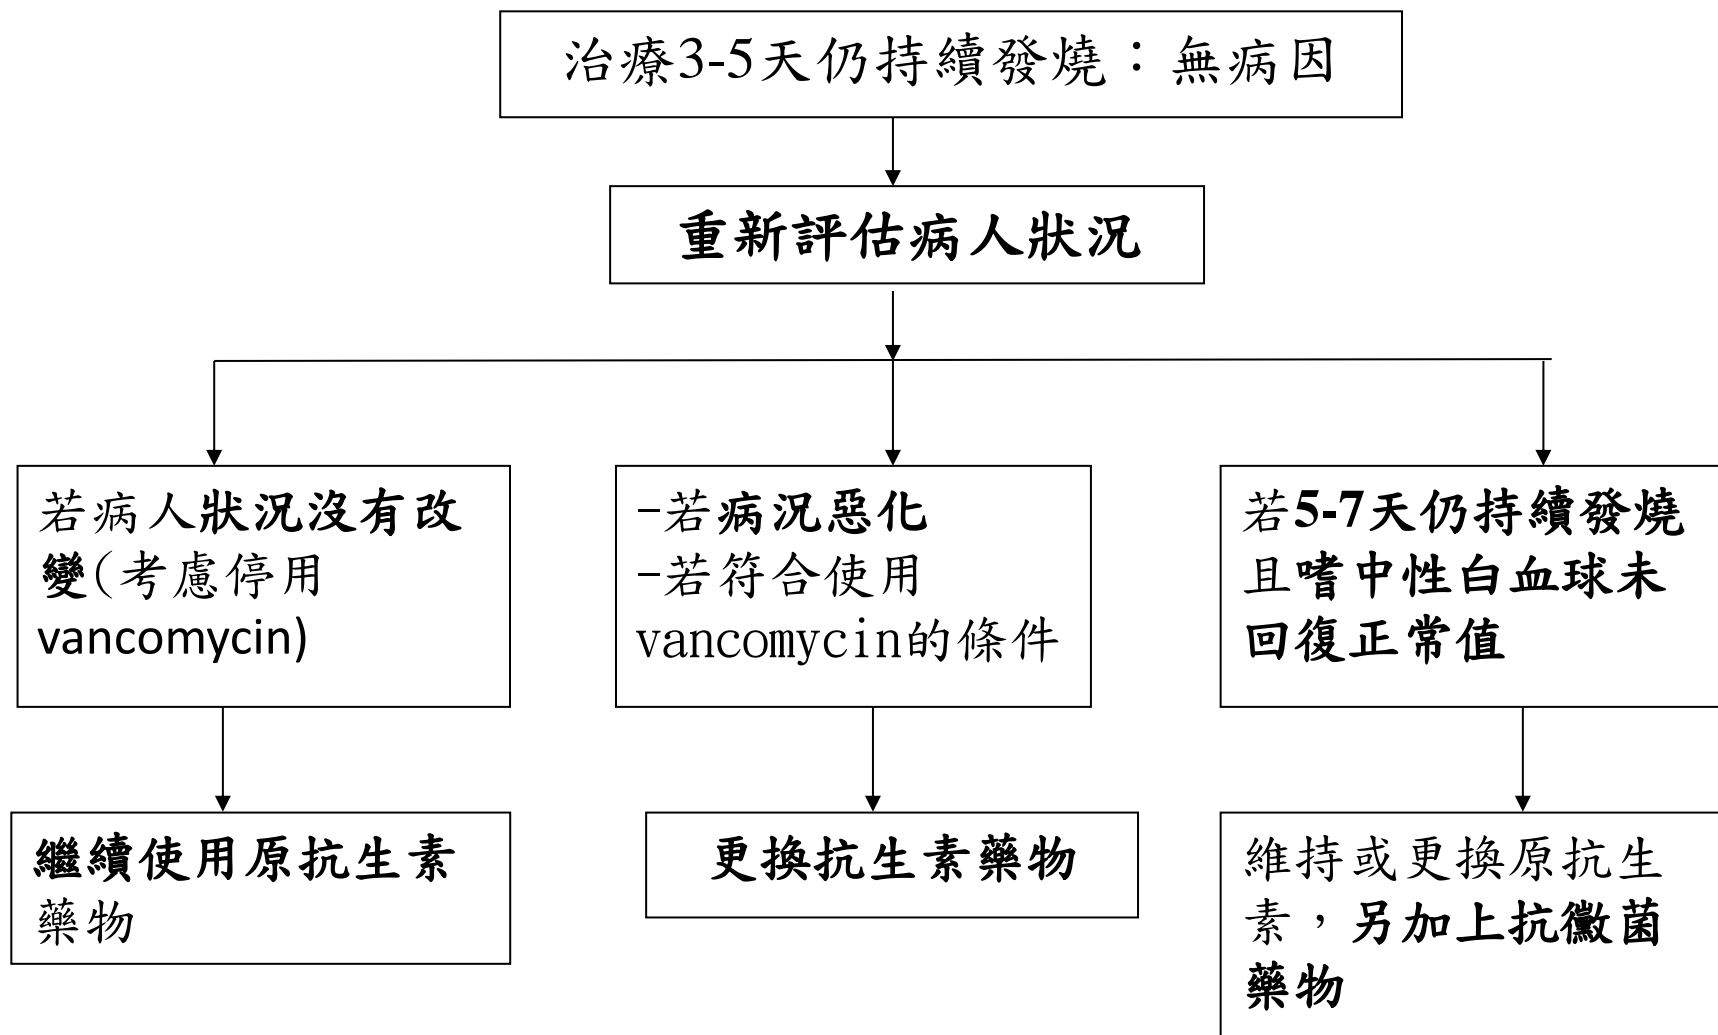 治療3-5天仍持續發燒：無病因
重新評估病人狀況
若病人狀況沒有改
變(考慮停用
vancomycin)
-若病況惡化
-若符合使用
vancomycin的條件
若5-7天仍持續發燒
且嗜中性白血球未
回復正常值
繼續使用原抗生素
藥物
更換抗生素藥物
維持或更換原抗生
素，另加上抗黴菌
藥物